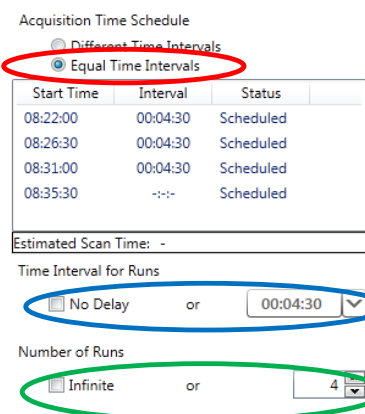 Acquisition Time Schedule
Different Time Intervals
Equal Time Intervals
Start Time Interval Status
08:22:00 00:04:30 Scheduled
08:26:30 00:04:30 Scheduled
08:31:00 00:04:30 Scheduled
08:35:30 -:-:- Scheduled
Estimated Scan Time: -
Time Interval for Runs
No Delay or 00:04:30
Number of Runs
Infinite or 4